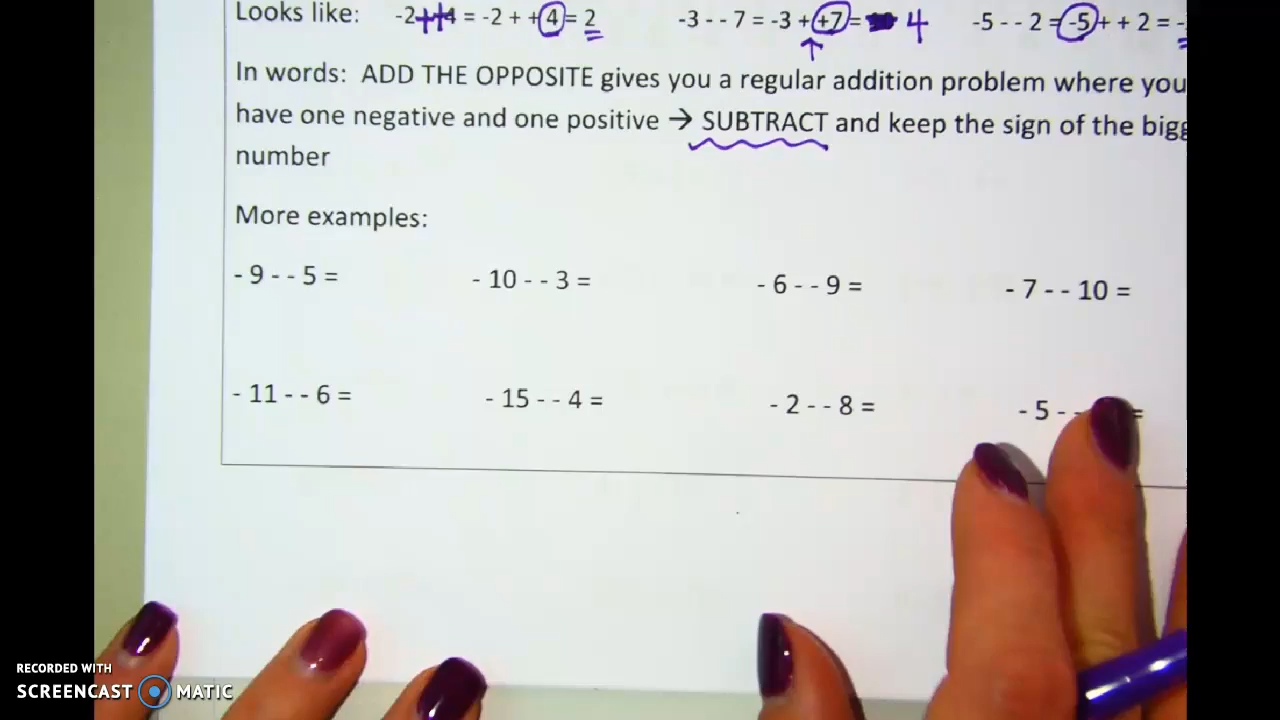 Looks like: -2++4 = -2 + +4 = 2 -3 - - 7 = -3 + +7 = 4 -5 - - 2 = -5 + + 2 = -
In words: ADD THE OPPOSITE gives you a regular addition problem where you
have one negative and one positive → SUBTRACT and keep the sign of the bigg
number
More examples:
- 9 - - 5 = - 10 - - 3 = - 6 - - 9 = - 7 - - 10 =
- 11 - - 6 = - 15 - - 4 = - 2 - - 8 = - 5 - - =
RECORDED WITH
SCREENCAST MATIC